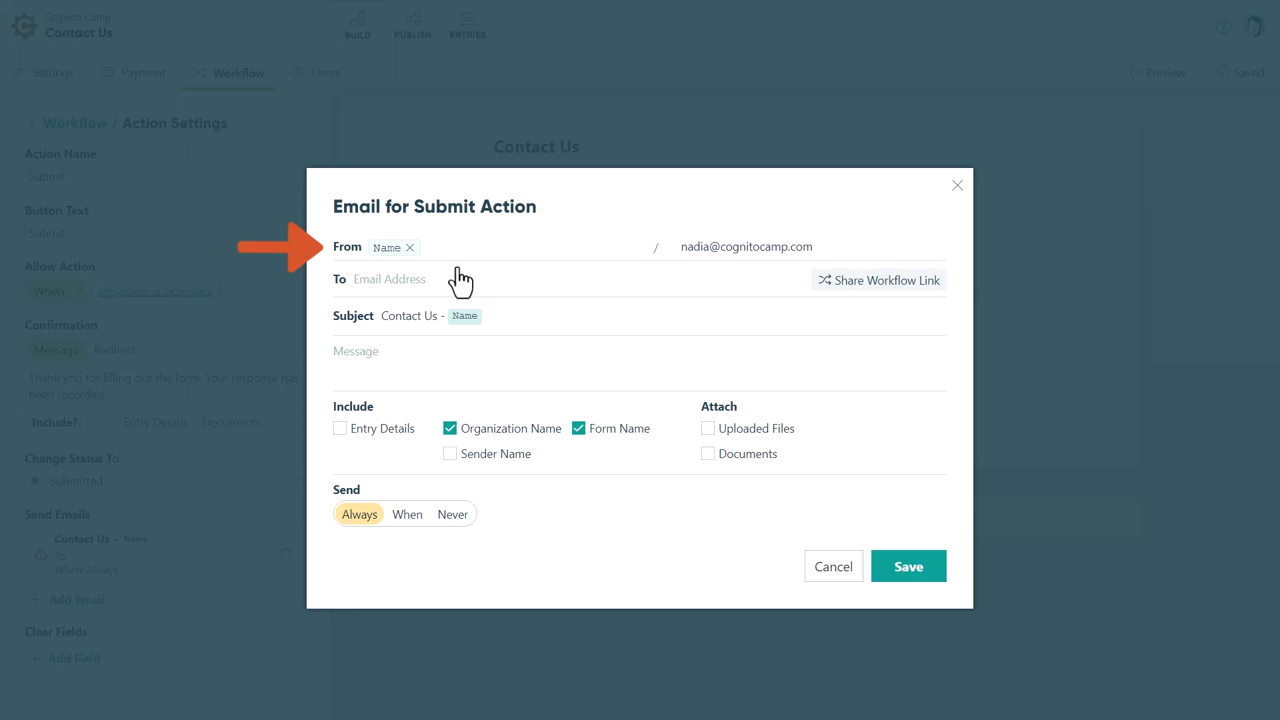 Cognito Camp
Contact Us
BUILD
PUBLISH
ENTRIES
Settings
Payment
Workflow
Users
Preview
Saved
Workflow / Action Settings
Action Name
Submit
Button Text
Submit
Allow Action
When
Confirmation
Message
Redirect
Thank you for filling out the form. Your response has
been recorded.
Include?
Entry Details
Documents
Change Status To
Submitted
Send Emails
Contact Us - Name
To:
When: Always
+ Add Email
Clear Fields
+ Add Field
Contact Us
Email for Submit Action
From Name / nadia@cognitocamp.com
To Email Address
Share Workflow Link
Subject Contact Us - Name
Message
Include
Entry Details
Organization Name
Form Name
Sender Name
Attach
Uploaded Files
Documents
Send
Always When Never
Cancel
Save